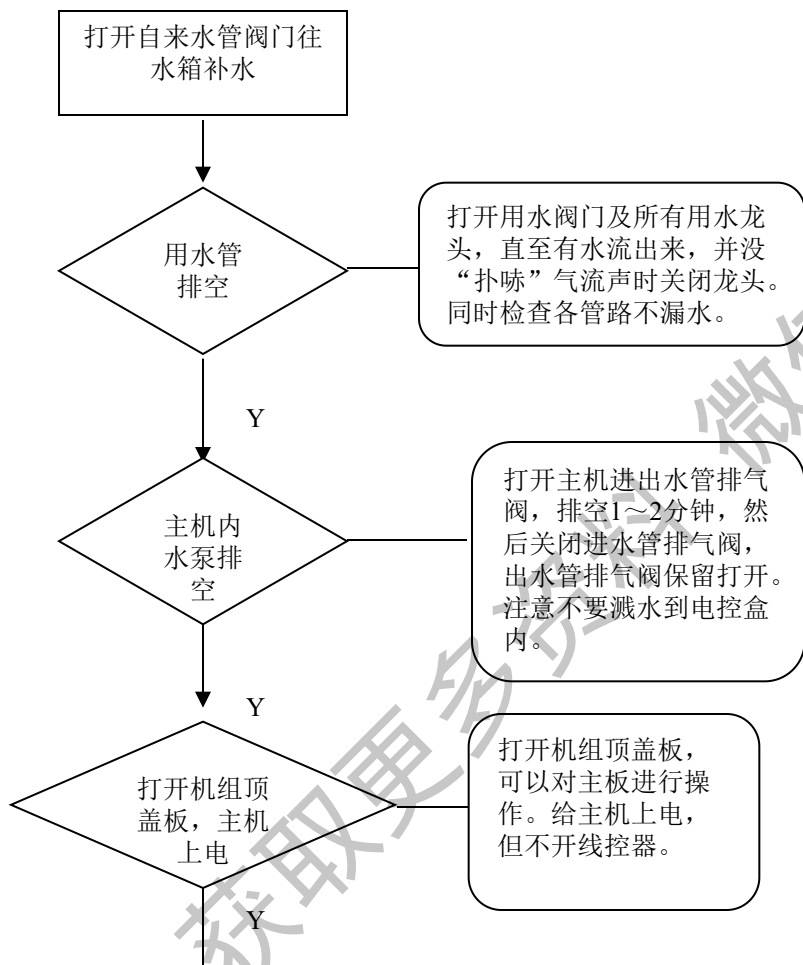 打开自来水管阀门往
水箱补水
用水管
排空
打开用水阀门及所有用水龙
头，直至有水流出来，并没
“扑哧”气流声时关闭龙头。
同时检查各管路不漏水。
Y
主机内
水泵排
空
打开主机进出水管排气
阀，排空1～2分钟，然
后关闭进水管排气阀，
出水管排气阀保留打开。
注意不要溅水到电控盒
内。
Y
打开机组顶
盖板，主机
上电
打开机组顶盖板，
可以对主板进行操
作。给主机上电，
但不开线控器。
Y
获取更多资料 微